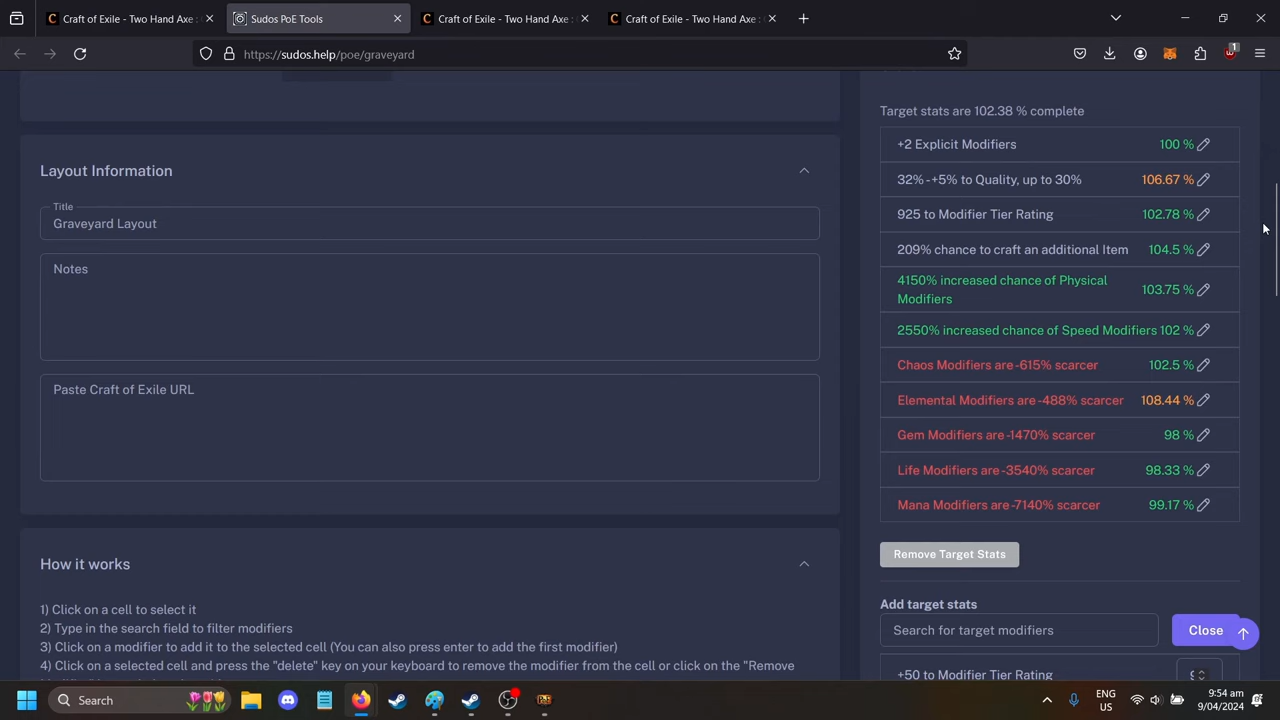 Craft of Exile - Two Hand Axe :
Sudos PoE Tools
Craft of Exile - Two Hand Axe :
Craft of Exile - Two Hand Axe :
https://sudos.help/poe/graveyard
1
Target stats are 102.38 % complete
Layout Information
+2 Explicit Modifiers 100 %
32% - +5% to Quality, up to 30% 106.67 %
Title
Graveyard Layout
925 to Modifier Tier Rating 102.78 %
209% chance to craft an additional Item 104.5 %
Notes
4150% increased chance of Physical
Modifiers 103.75 %
2550% increased chance of Speed Modifiers 102 %
Chaos Modifiers are -615% scarcer 102.5 %
Paste Craft of Exile URL
Elemental Modifiers are -488% scarcer 108.44 %
Gem Modifiers are -1470% scarcer 98 %
Life Modifiers are -3540% scarcer 98.33 %
Mana Modifiers are -7140% scarcer 99.17 %
Remove Target Stats
How it works
Add target stats
1) Click on a cell to select it
2) Type in the search field to filter modifiers
Search for target modifiers
Close
3) Click on a modifier to add it to the selected cell (You can also press enter to add the first modifier)
4) Click on a selected cell and press the "delete" key on your keyboard to remove the modifier from the cell or click on the "Remove
+50 to Modifier Tier Rating
Search
ENG
US
9:54 am
9/04/2024